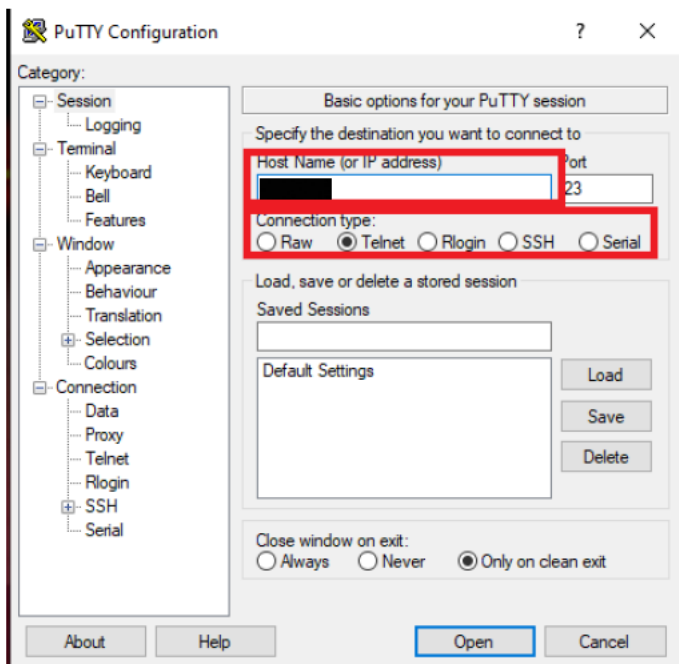 PuTTY Configuration
?
Category:
Session
Logging
Terminal
Keyboard
Bell
Features
Window
Appearance
Behaviour
Translation
Selection
Colours
Connection
Data
Proxy
Telnet
Rlogin
SSH
Serial
Basic options for your PuTTY session
Specify the destination you want to connect to
Host Name (or IP address) Port
23
Connection type:
Raw Telnet Rlogin SSH Serial
Load, save or delete a stored session
Saved Sessions
Default Settings
Load
Save
Delete
Close window on exit:
Always Never Only on clean exit
About Help Open Cancel